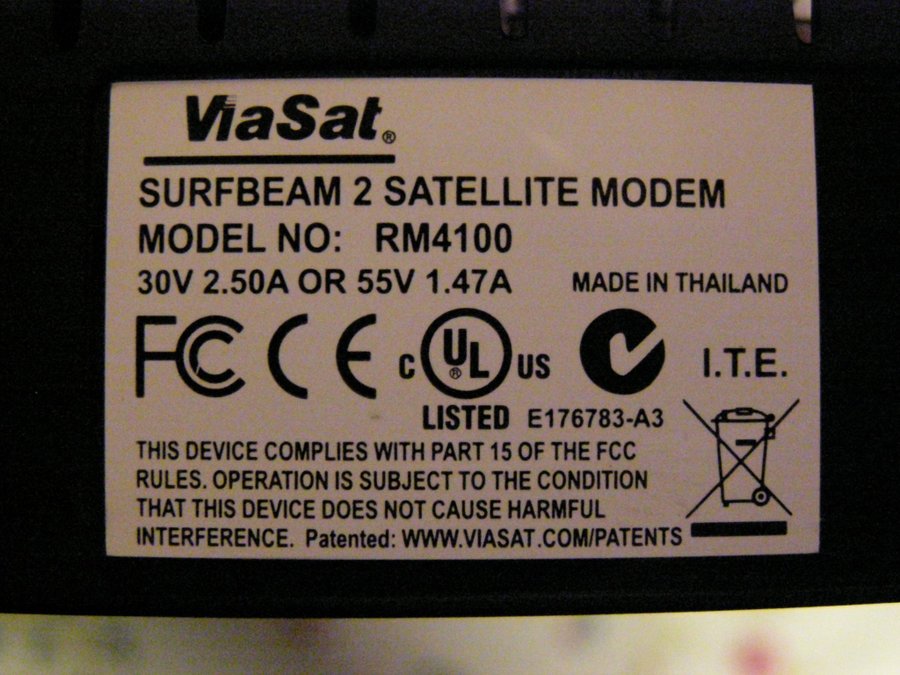 ViaSat®
SURFBEAM 2 SATELLITE MODEM
MODEL NO: RM4100
30V 2.50A OR 55V 1.47A MADE IN THAILAND
FCC CE C UL® US I.T.E.
LISTED E176783-A3
THIS DEVICE COMPLIES WITH PART 15 OF THE FCC
RULES. OPERATION IS SUBJECT TO THE CONDITION
THAT THIS DEVICE DOES NOT CAUSE HARMFUL
INTERFERENCE. Patented: WWW.VIASAT.COM/PATENTS